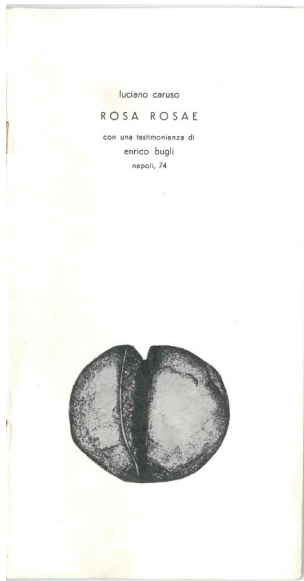 luciano caruso
ROSA ROSAE
con una testimonianza di
enrico bugli
napoli, 74